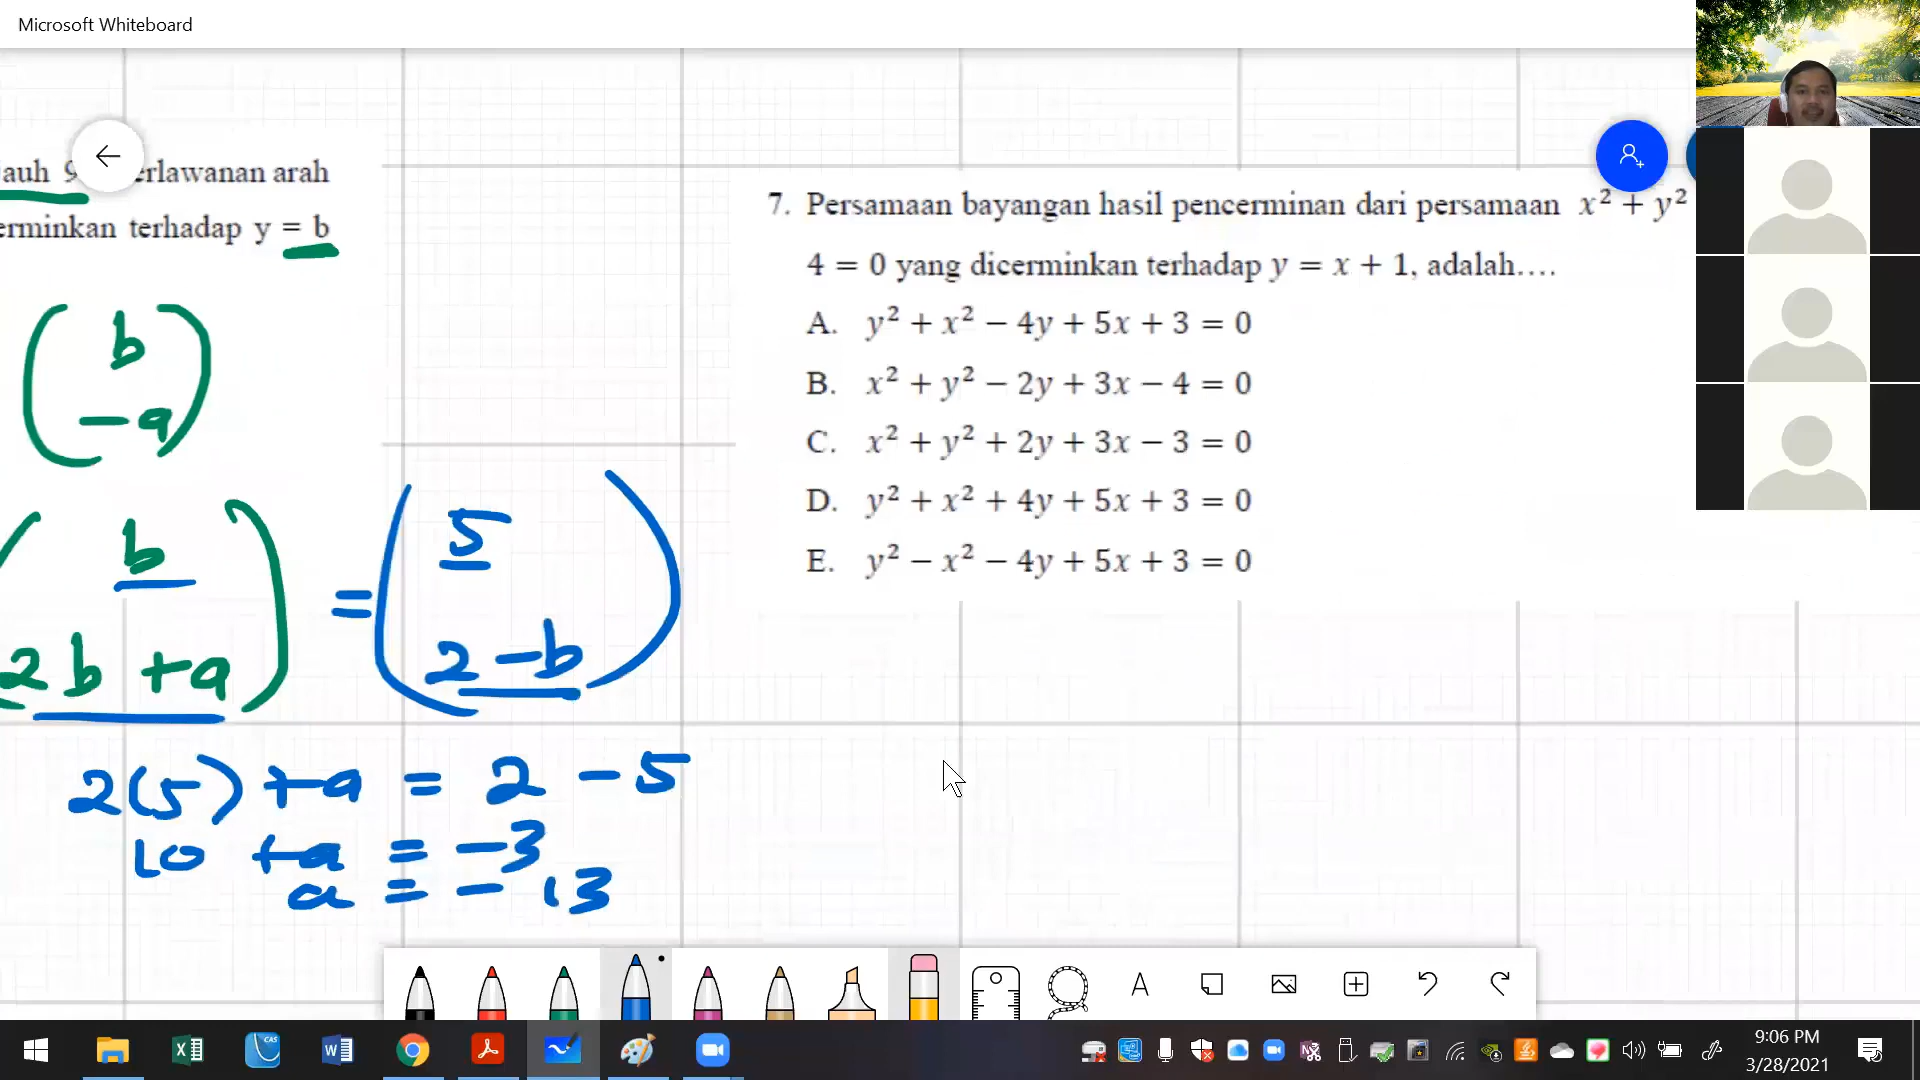 Microsoft Whiteboard
auh 9 erlawanan arah
erminkan terhadap y = b
b
-a
b
2b + a
=
5
2 - b
2(5) + a = 2 - 5
10 + a = -3
a = -13
7. Persamaan bayangan hasil pencerminan dari persamaan x² + y²
4 = 0 yang dicerminkan terhadap y = x + 1, adalah....
A. y² + x² − 4y + 5x + 3 = 0
B. x² + y² − 2y + 3x − 4 = 0
C. x² + y² + 2y + 3x − 3 = 0
D. y² + x² + 4y + 5x + 3 = 0
E. y² − x² − 4y + 5x + 3 = 0
9:06 PM
3/28/2021